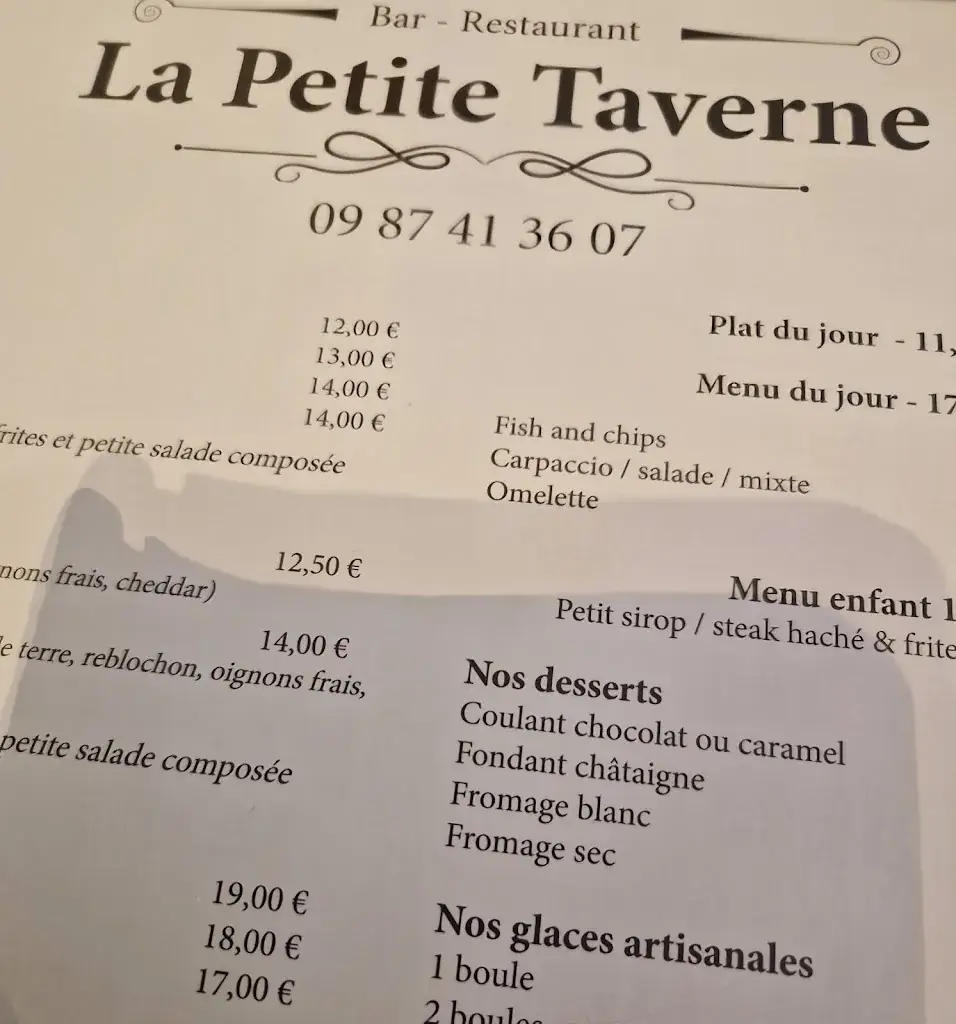 Bar - Restaurant
La Petite Taverne
09 87 41 36 07
12,00 €
13,00 €
14,00 €
14,00 €
frites et petite salade composée
12,50 €
nons frais, cheddar)
14,00 €
de terre, reblochon, oignons frais,
petite salade composée
19,00 €
18,00 €
17,00 €
Plat du jour - 11,
Menu du jour - 17
Fish and chips
Carpaccio / salade / mixte
Omelette
Menu enfant 1
Petit sirop / steak haché & frite
Nos desserts
Coulant chocolat ou caramel
Fondant châtaigne
Fromage blanc
Fromage sec
Nos glaces artisanales
1 boule
2 boules